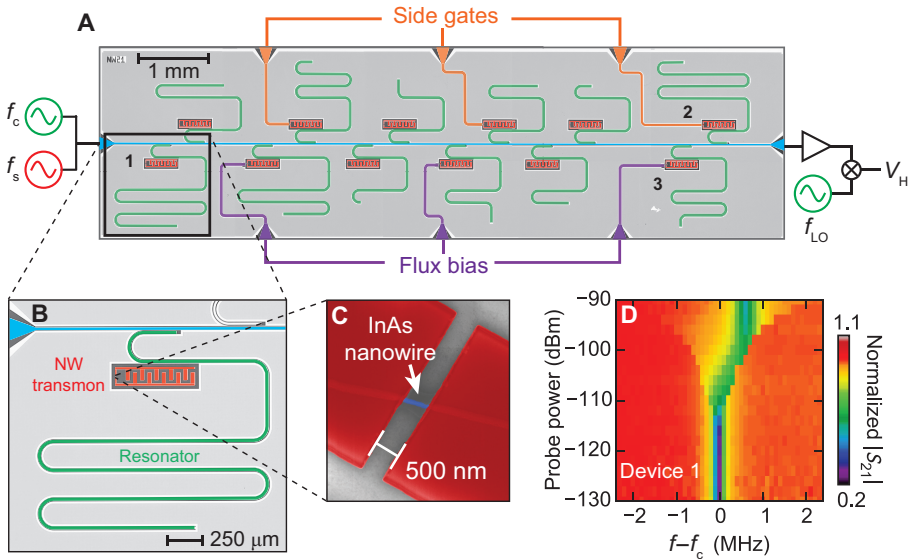 Side gates
A
NW21
1 mm
f_c
f_s
1
2
3
V_H
f_LO
Flux bias
B
NW
transmon
Resonator
250 μm
C
InAs
nanowire
500 nm
D
Device 1
Probe power (dBm)
−90
−100
−110
−120
−130
−2 −1 0 1 2
f–f_c (MHz)
1.1
0.2
Normalized |S_21|